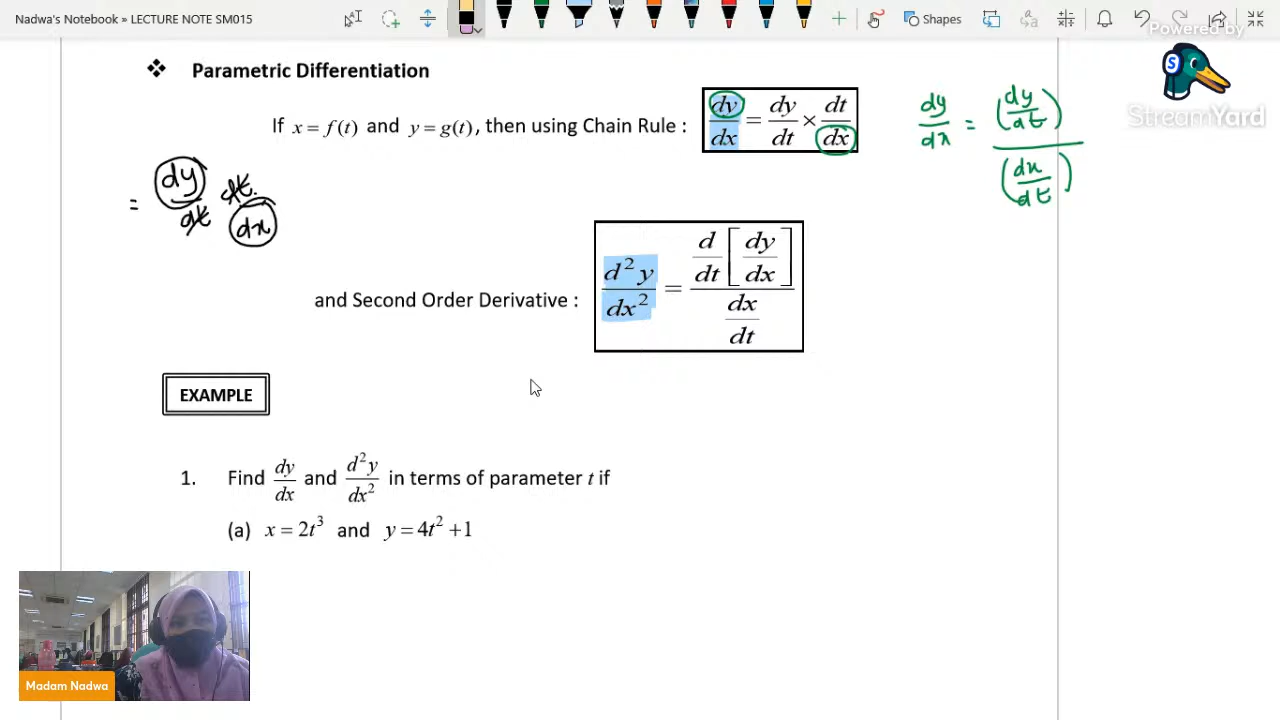 Nadwa's Notebook » LECTURE NOTE SM015
Shapes
Powered by
StreamYard
❖ Parametric Differentiation
If x = f(t) and y = g(t), then using Chain Rule : dy/dx = dy/dt × dt/dx
dy/dx = (dy/dt)/(dx/dt)
= dy/dt dt/dx
and Second Order Derivative : d²y/dx² = d/dt [dy/dx] / dx/dt
EXAMPLE
1. Find dy/dx and d²y/dx² in terms of parameter t if
(a) x = 2t³ and y = 4t² + 1
Madam Nadwa